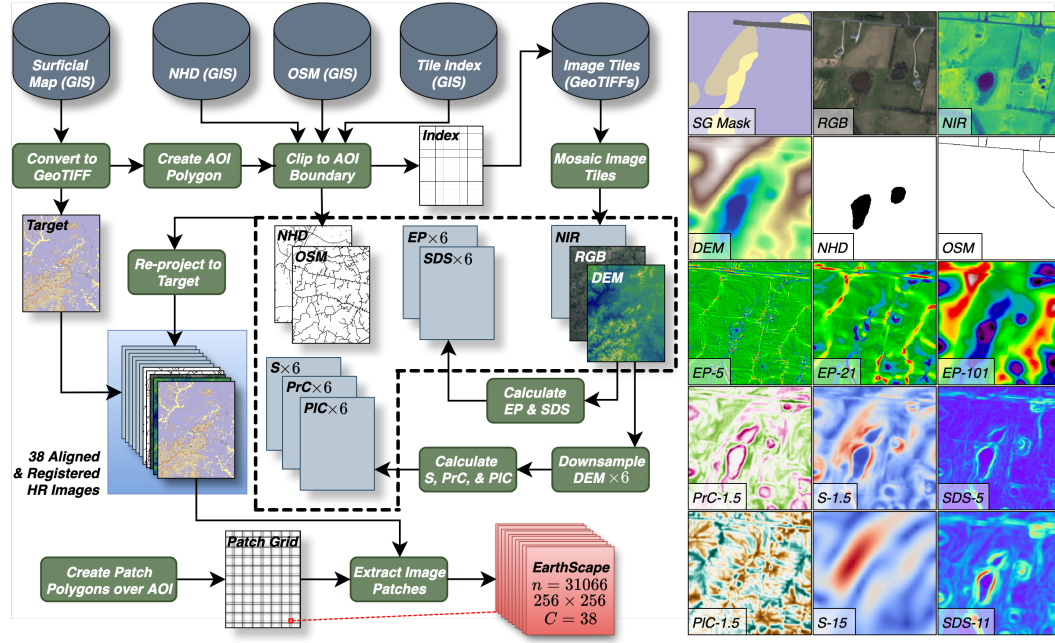 Surficial
Map (GIS)
NHD (GIS)
OSM (GIS)
Tile Index
(GIS)
Image Tiles
(GeoTIFFs)
Convert to
GeoTIFF
Create AOI
Polygon
Clip to AOI
Boundary
Index
Mosaic Image
Tiles
Target
Re-project to
Target
NHD
OSM
EP×6
SDS×6
NIR
RGB
DEM
S×6
PrC×6
PlC×6
Calculate
EP & SDS
Calculate
S, PrC, & PlC
Downsample
DEM ×6
38 Aligned
& Registered
HR Images
Create Patch
Polygons over AOI
Patch Grid
Extract Image
Patches
EarthScape
n = 31066
256 × 256
C = 38
SG Mask
RGB
NIR
DEM
NHD
OSM
EP-5
EP-21
EP-101
PrC-1.5
S-1.5
SDS-5
PlC-1.5
S-15
SDS-11